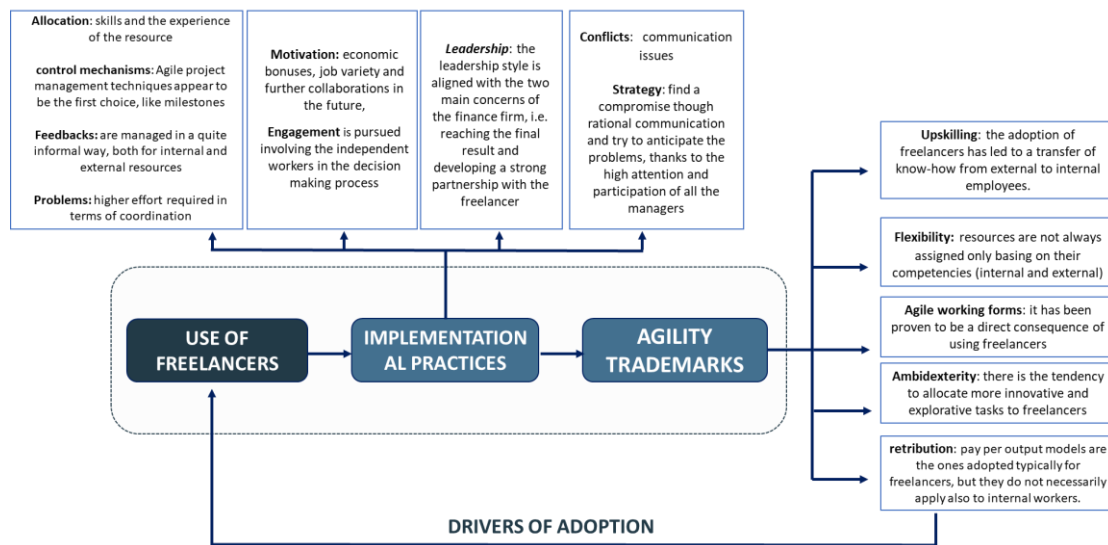 Allocation: skills and the experience
of the resource
control mechanisms: Agile project
management techniques appear to
be the first choice, like milestones
Feedbacks: are managed in a quite
informal way, both for internal and
external resources
Problems: higher effort required in
terms of coordination
Motivation: economic
bonuses, job variety and
further collaborations in
the future,
Engagement is pursued
involving the independent
workers in the decision
making process
Leadership: the
leadership style is
aligned with the two
main concerns of
the finance firm, i.e.
reaching the final
result and
developing a strong
partnership with the
freelancer
Conflicts: communication
issues
Strategy: find a
compromise though
rational communication
and try to anticipate the
problems, thanks to the
high attention and
participation of all the
managers
Upskilling: the adoption of
freelancers has led to a transfer of
know-how from external to internal
employees.
Flexibility: resources are not always
assigned only basing on their
competencies (internal and external)
Agile working forms: it has been
proven to be a direct consequence of
using freelancers
Ambidexterity: there is the tendency
to allocate more innovative and
explorative tasks to freelancers
retribution: pay per output models are
the ones adopted typically for
freelancers, but they do not necessarily
apply also to internal workers.
USE OF
FREELANCERS
IMPLEMENTATION
AL PRACTICES
AGILITY
TRADEMARKS
DRIVERS OF ADOPTION